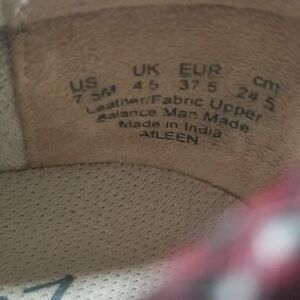 US UK EUR cm
7.5M 4.5 37.5 24.5
Leather/Fabric Upper
Balance Man Made
Made in India
AILEEN
7